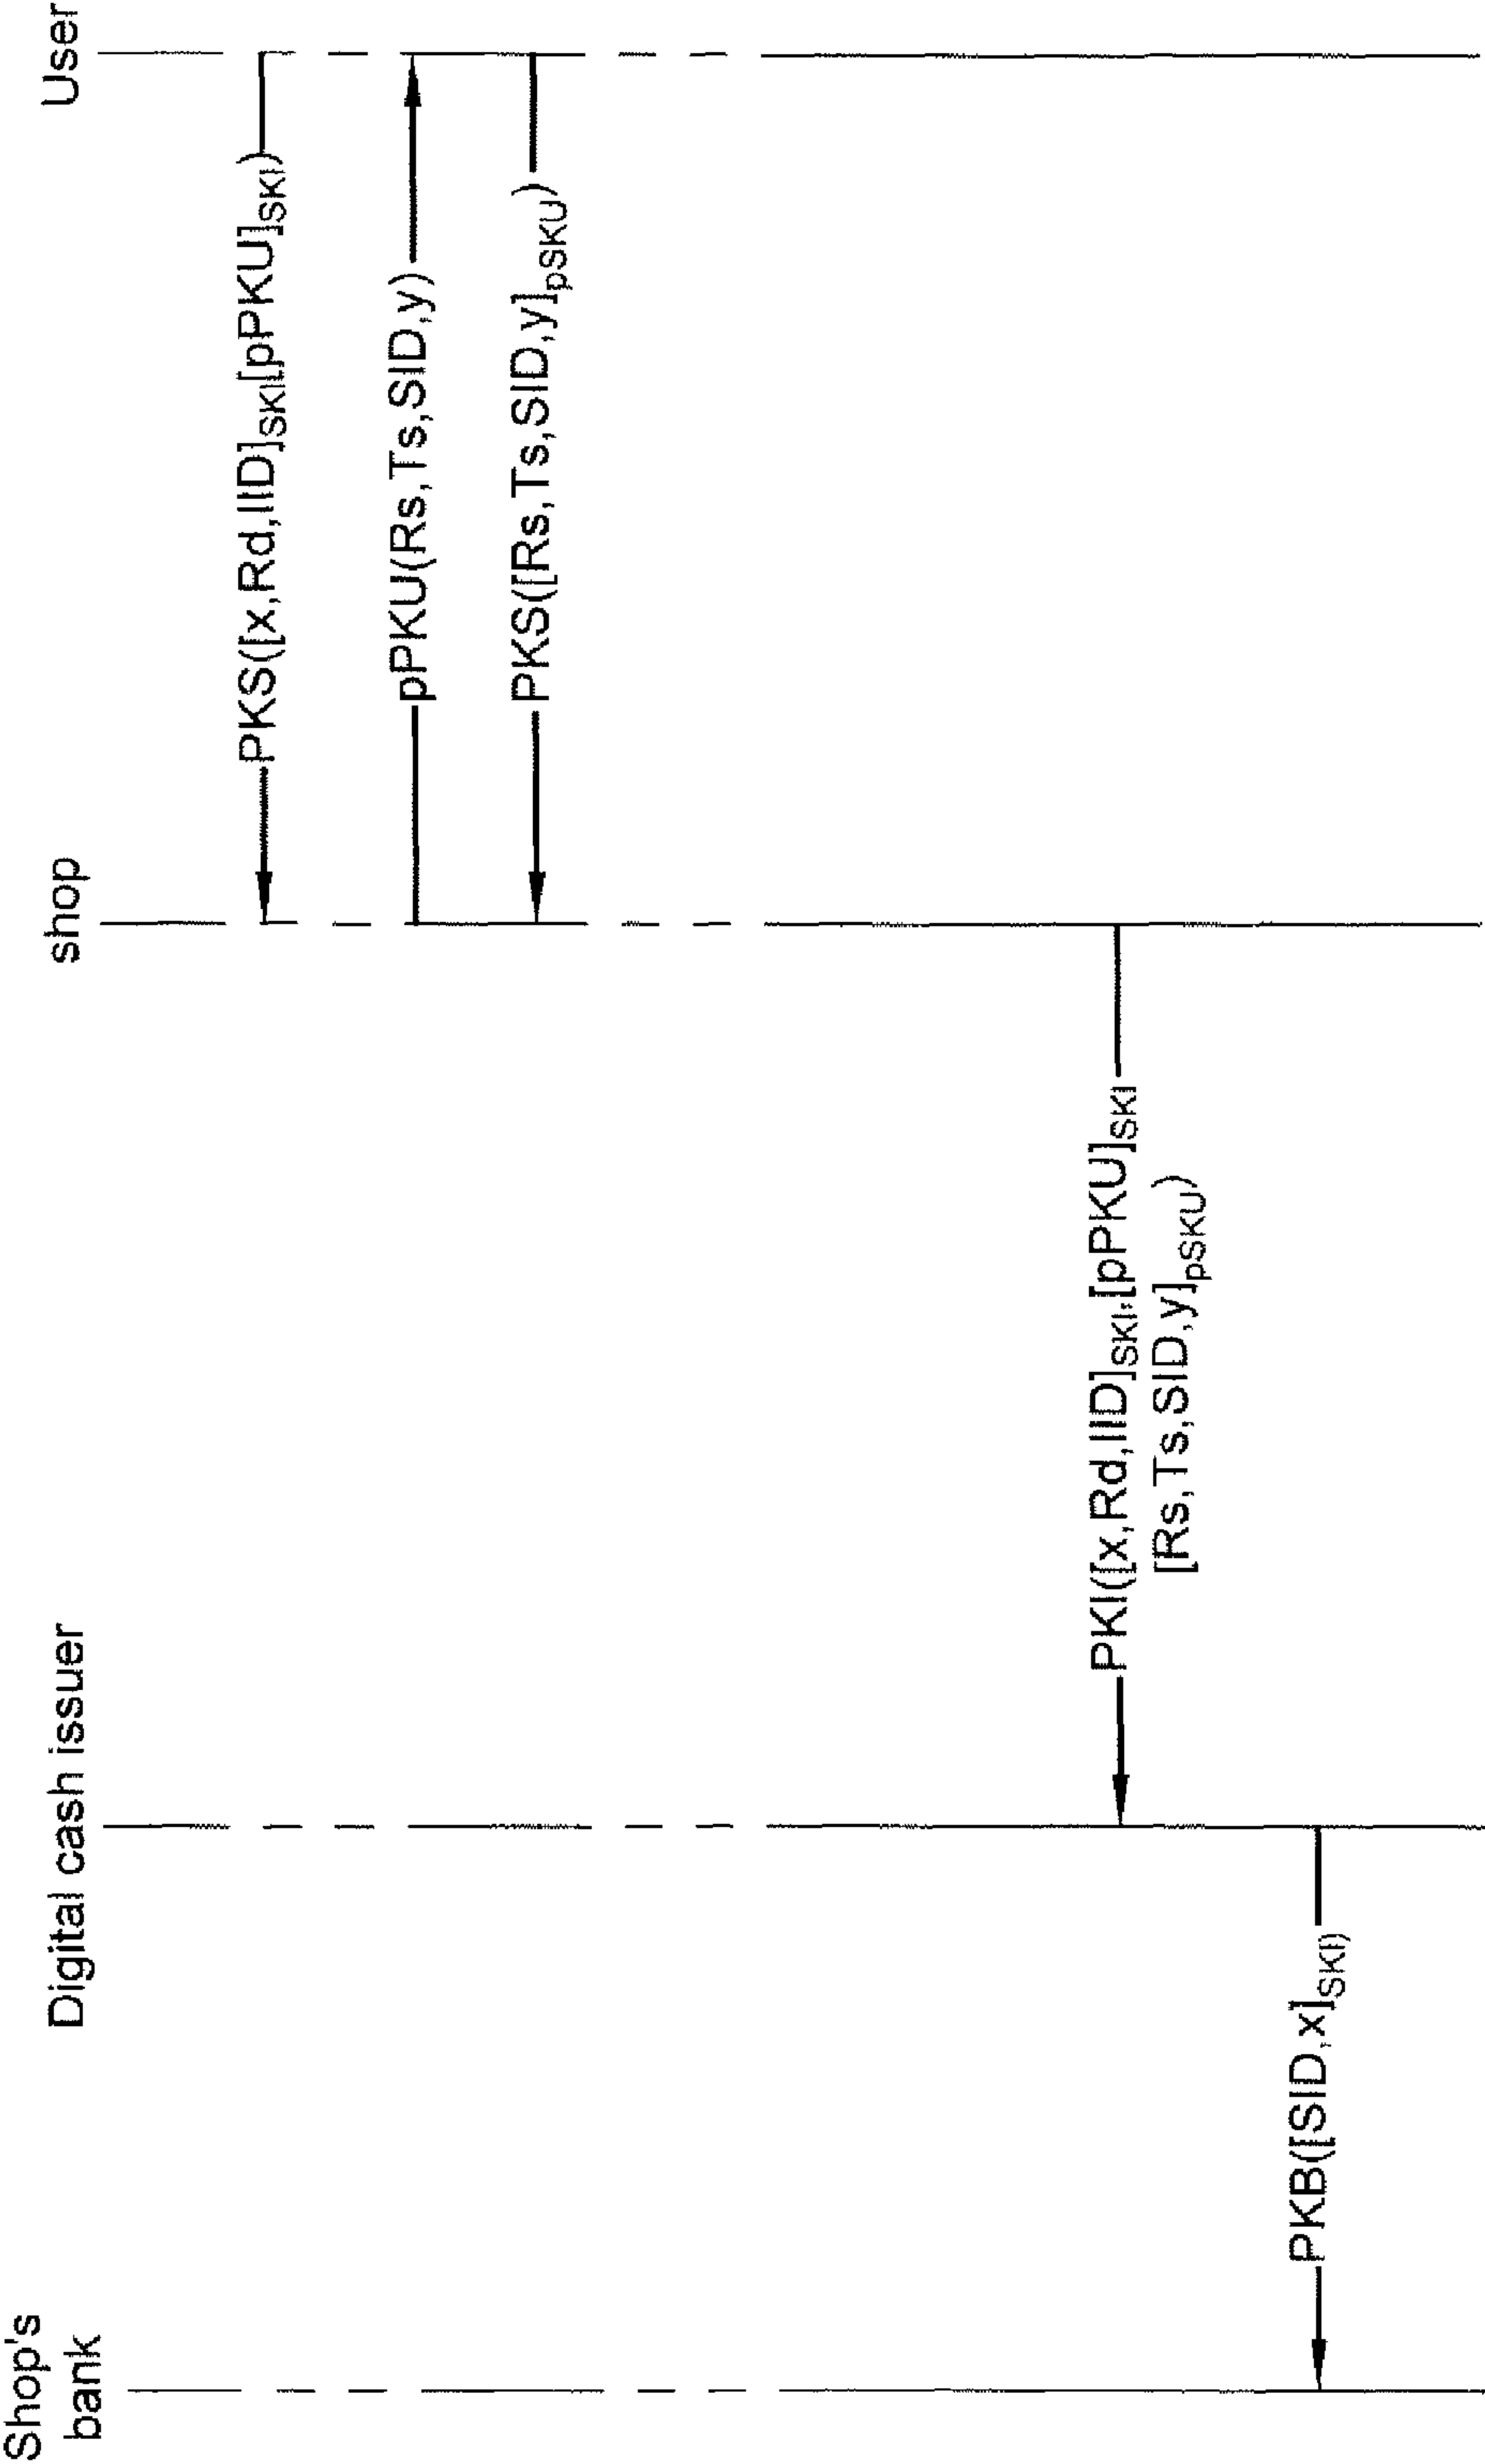 Shop's
bank
Digital cash issuer
shop
User
PKS([x,Rd,IID]SKI[pPKU]SKI)
pPKU(Rs,Ts,SID,y)
PKS([Rs,Ts,SID,y]pSKU)
PKI([x,Rd,IID]SKI,[pPKU]SKI
[Rs,Ts,SID,y]pSKU)
PKB([SID,x]SKI)